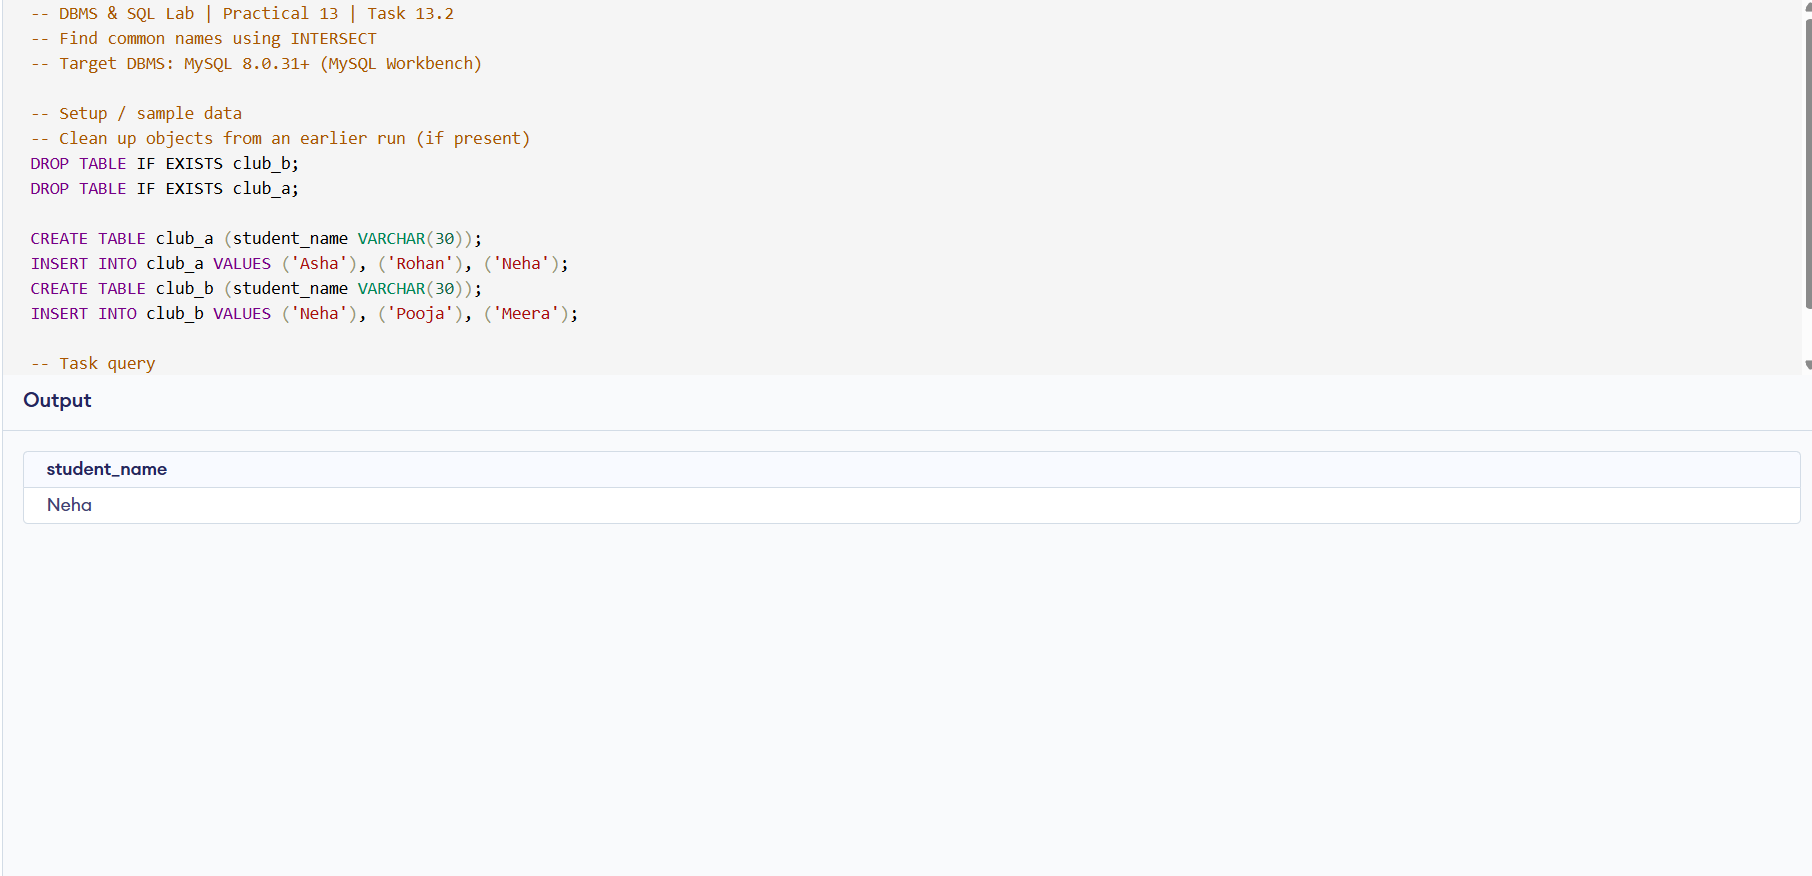 -- DBMS & SQL Lab | Practical 13 | Task 13.2
-- Find common names using INTERSECT
-- Target DBMS: MySQL 8.0.31+ (MySQL Workbench)
-- Setup / sample data
-- Clean up objects from an earlier run (if present)
DROP TABLE IF EXISTS club_b;
DROP TABLE IF EXISTS club_a;
CREATE TABLE club_a (student_name VARCHAR(30));
INSERT INTO club_a VALUES ('Asha'), ('Rohan'), ('Neha');
CREATE TABLE club_b (student_name VARCHAR(30));
INSERT INTO club_b VALUES ('Neha'), ('Pooja'), ('Meera');
-- Task query
Output
student_name
Neha